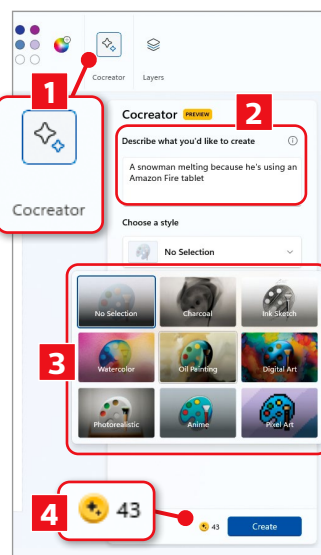 Cocreator
Layers
1
Cocreator
Cocreator PREVIEW
2
Describe what you'd like to create
A snowman melting because he's using an
Amazon Fire tablet
Choose a style
No Selection
3
No Selection
Charcoal
Ink Sketch
Watercolor
Oil Painting
Digital Art
Photorealistic
Anime
Pixel Art
4
43
43
Create